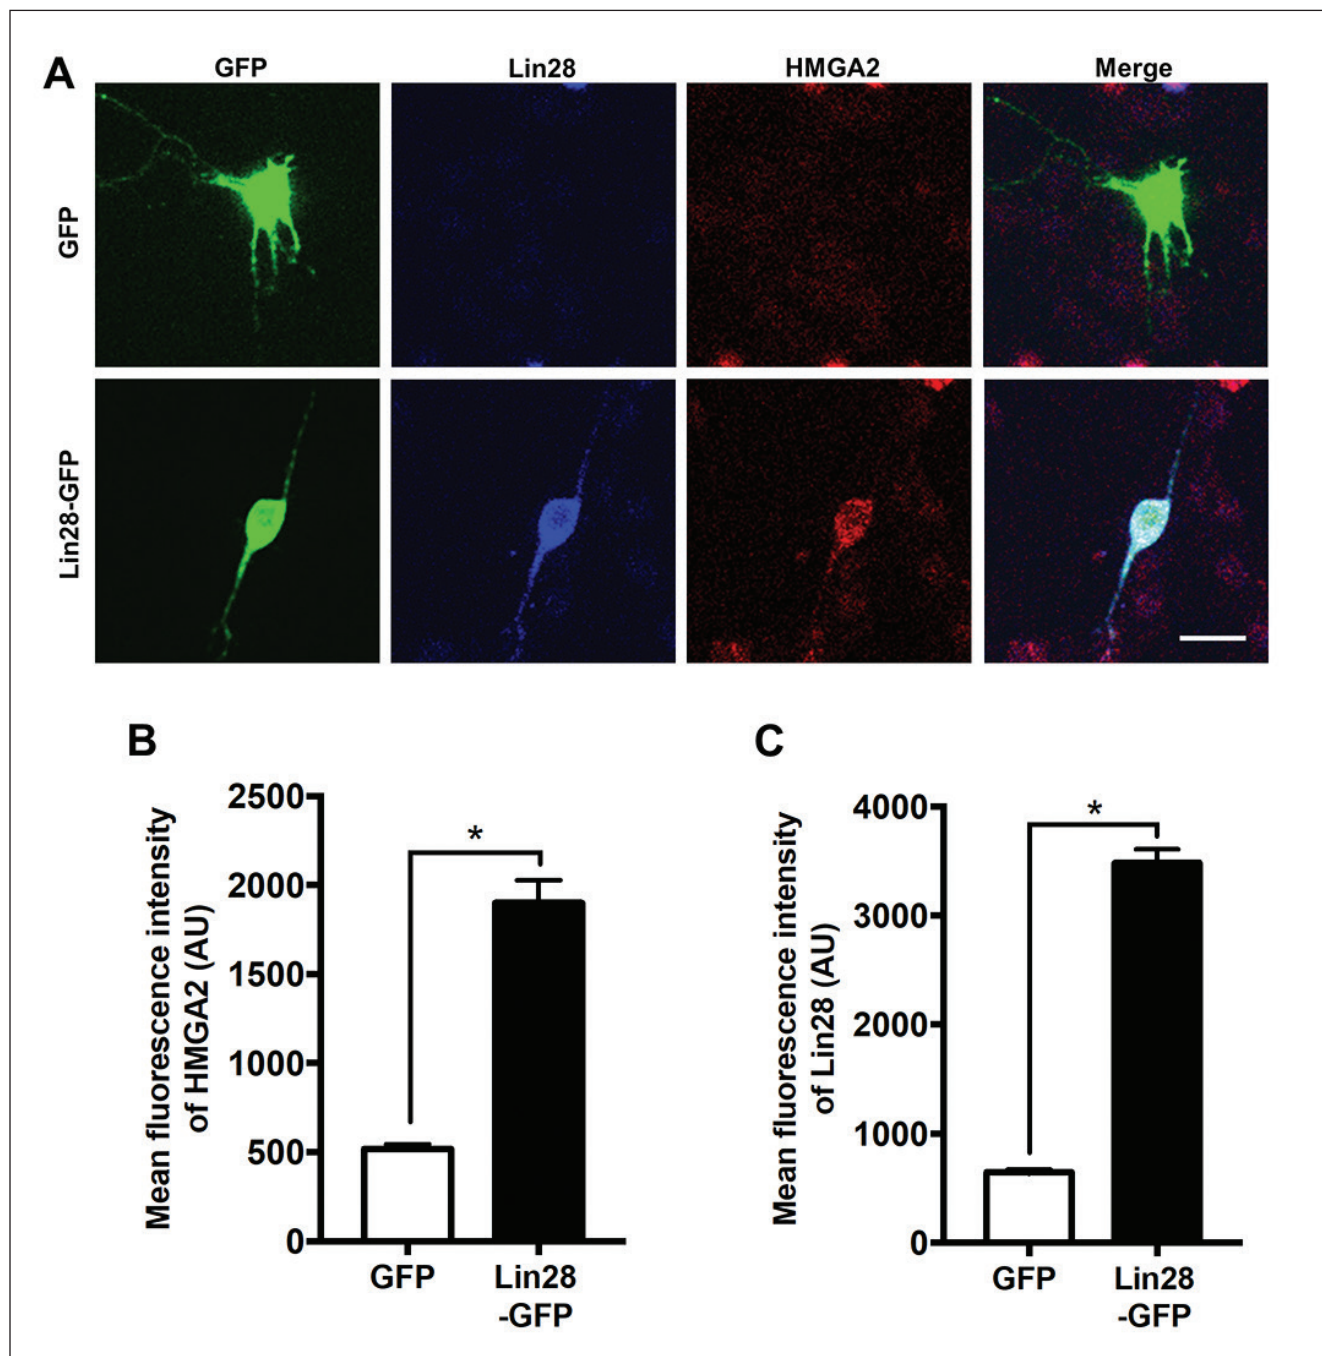 A
GFP Lin28 HMGA2 Merge
GFP
Lin28-GFP
B
Mean fluorescence intensity
of HMGA2 (AU)
2500
2000
1500
1000
500
0
*
GFP Lin28
-GFP
C
Mean fluorescence intensity
of Lin28 (AU)
4000
3000
2000
1000
0
*
GFP Lin28
-GFP